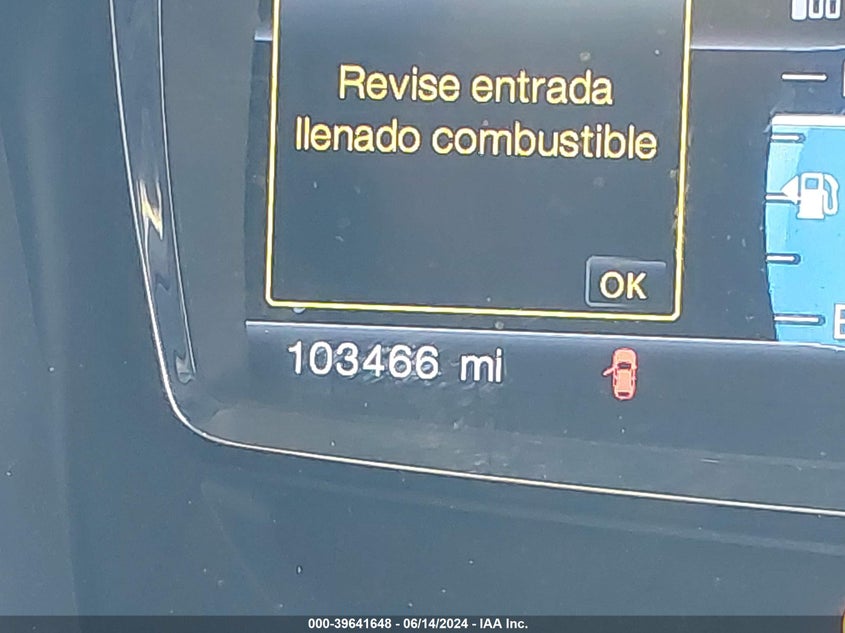 Revise entrada
llenado combustible
OK
103466 mi
000-39641648 - 06/14/2024 - IAA Inc.